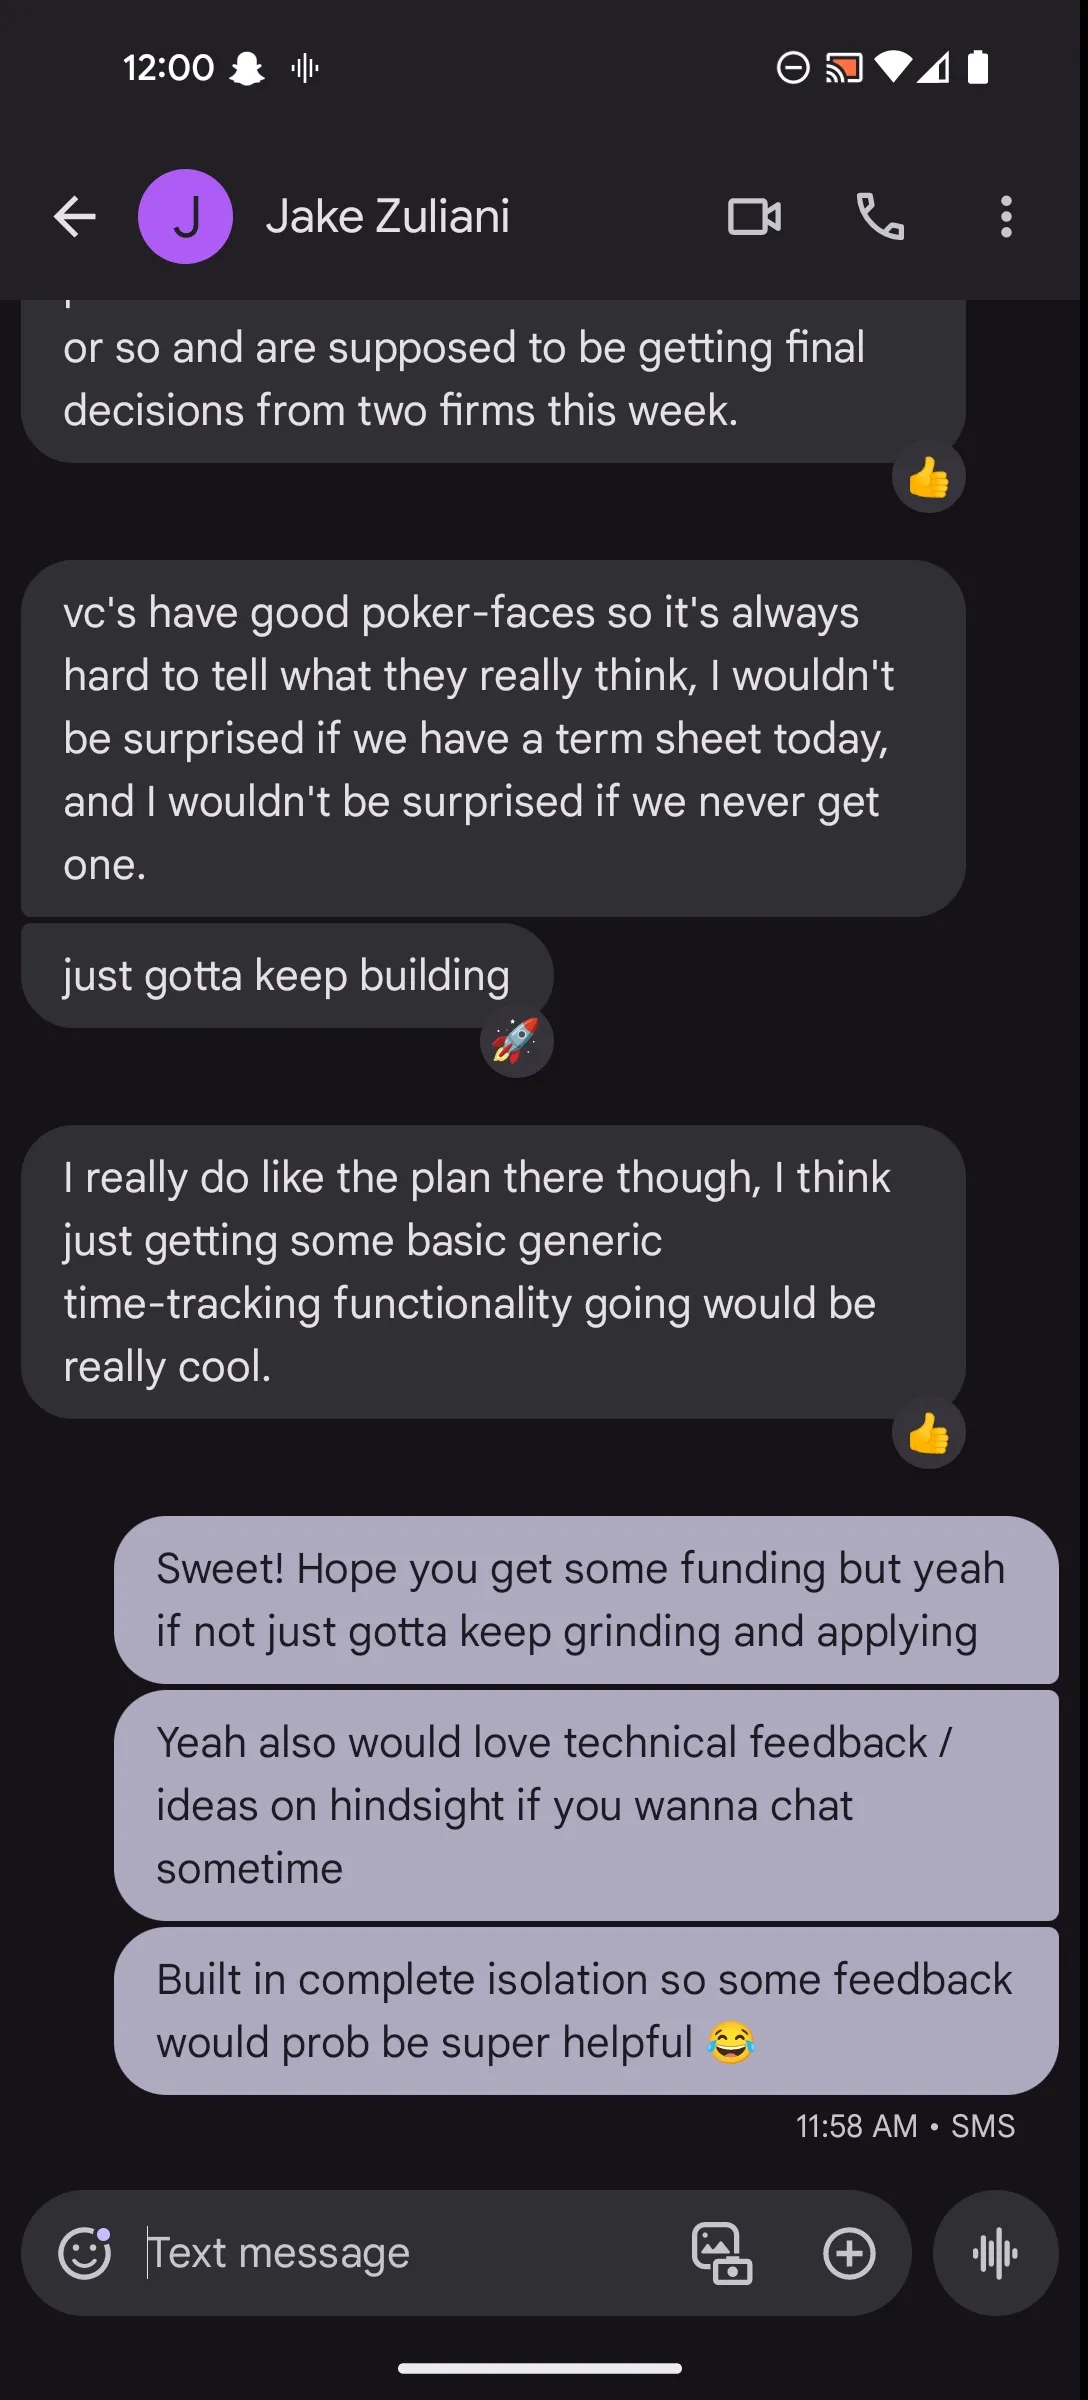 12:00
J
Jake Zuliani
or so and are supposed to be getting final
decisions from two firms this week.
👍
vc's have good poker-faces so it's always
hard to tell what they really think, I wouldn't
be surprised if we have a term sheet today,
and I wouldn't be surprised if we never get
one.
just gotta keep building
🚀
I really do like the plan there though, I think
just getting some basic generic
time-tracking functionality going would be
really cool.
👍
Sweet! Hope you get some funding but yeah
if not just gotta keep grinding and applying
Yeah also would love technical feedback /
ideas on hindsight if you wanna chat
sometime
Built in complete isolation so some feedback
would prob be super helpful 😂
11:58 AM • SMS
Text message